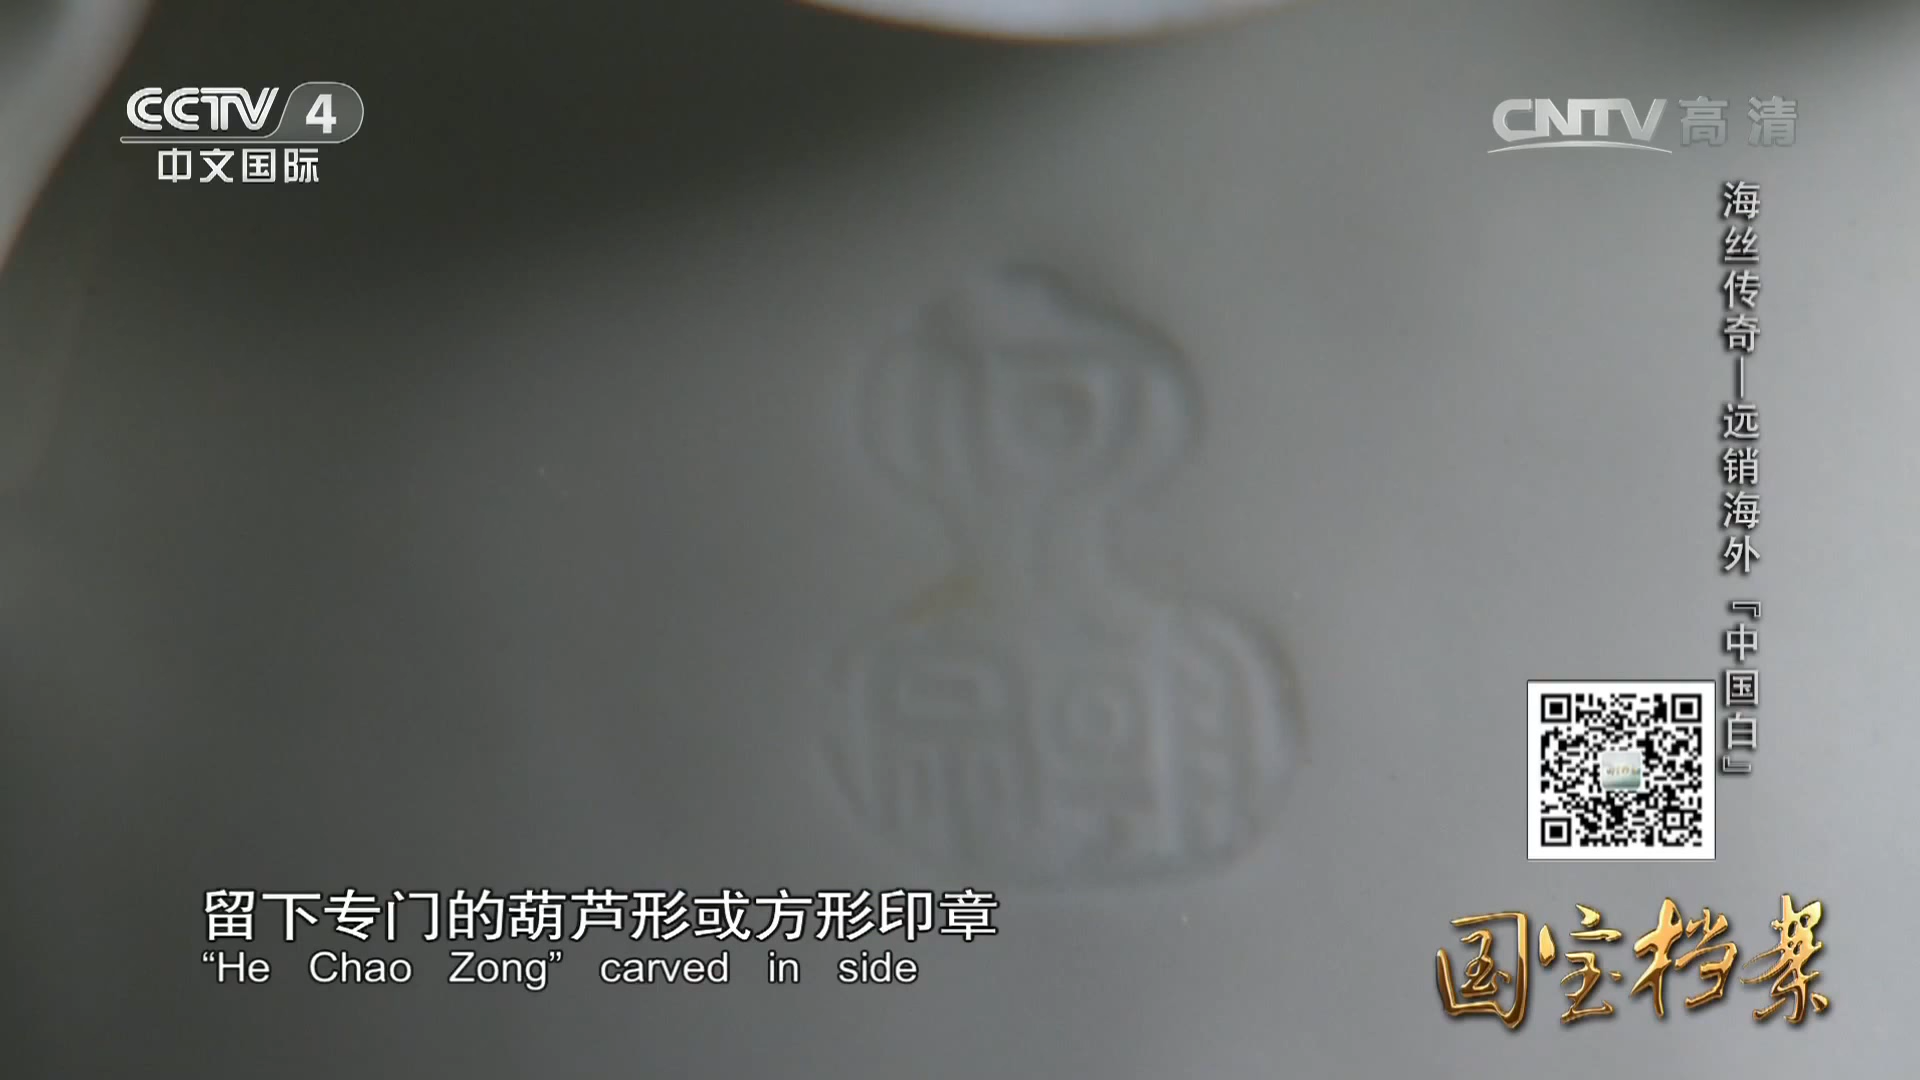 CCTV 4
中文国际
CNTV 高清
海丝传奇—远销海外『中国白』
留下专门的葫芦形或方形印章
“He Chao Zong” carved in side
国宝档案